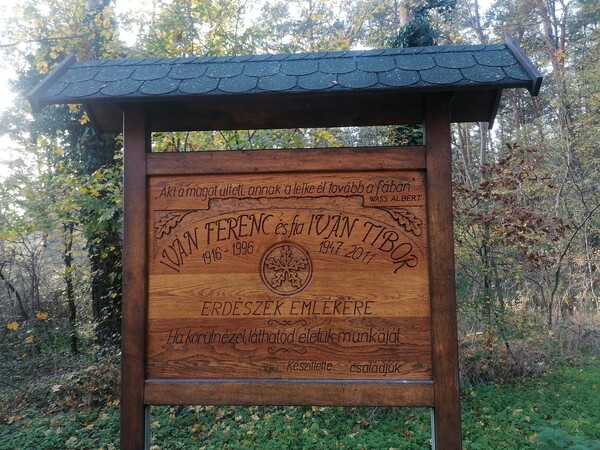 Aki a magot ülteti, annak a lelke él tovább a fában"
WASS ALBERT
IVÁN FERENC és fia IVÁN TIBOR
1916 - 1996 1947-2011
ERDÉSZEK EMLÉKÉRE
Ha körülnézel, láthatod életük munkáját
Készíttette családjuk